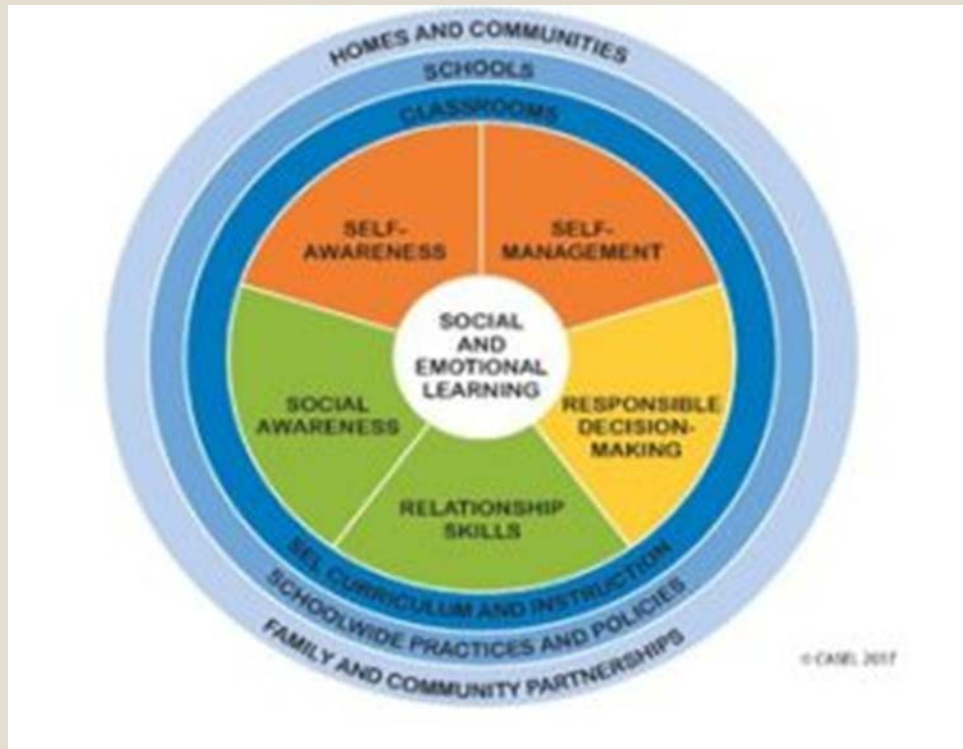 HOMES AND COMMUNITIES
SCHOOLS
CLASSROOMS
SELF-
AWARENESS
SELF-
MANAGEMENT
SOCIAL
AND
EMOTIONAL
LEARNING
SOCIAL
AWARENESS
RESPONSIBLE
DECISION-
MAKING
RELATIONSHIP
SKILLS
SEL CURRICULUM AND INSTRUCTION
SCHOOLWIDE PRACTICES AND POLICIES
FAMILY AND COMMUNITY PARTNERSHIPS
© CASEL 2017